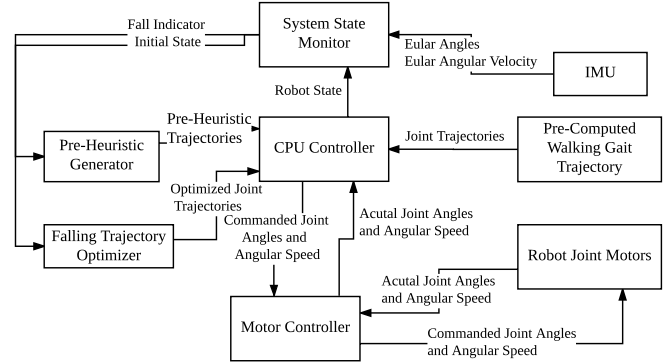 Fall Indicator
Initial State
System State
Monitor
Eular Angles
Eular Angular Velocity
IMU
Robot State
Pre-Heuristic
Trajectories
Pre-Heuristic
Generator
CPU Controller
Joint Trajectories
Pre-Computed
Walking Gait
Trajectory
Optimized Joint
Trajectories
Falling Trajectory
Optimizer
Commanded Joint
Angles and
Angular Speed
Acutal Joint Angles
and Angular Speed
Robot Joint Motors
Acutal Joint Angles
and Angular Speed
Motor Controller
Commanded Joint Angles
and Angular Speed